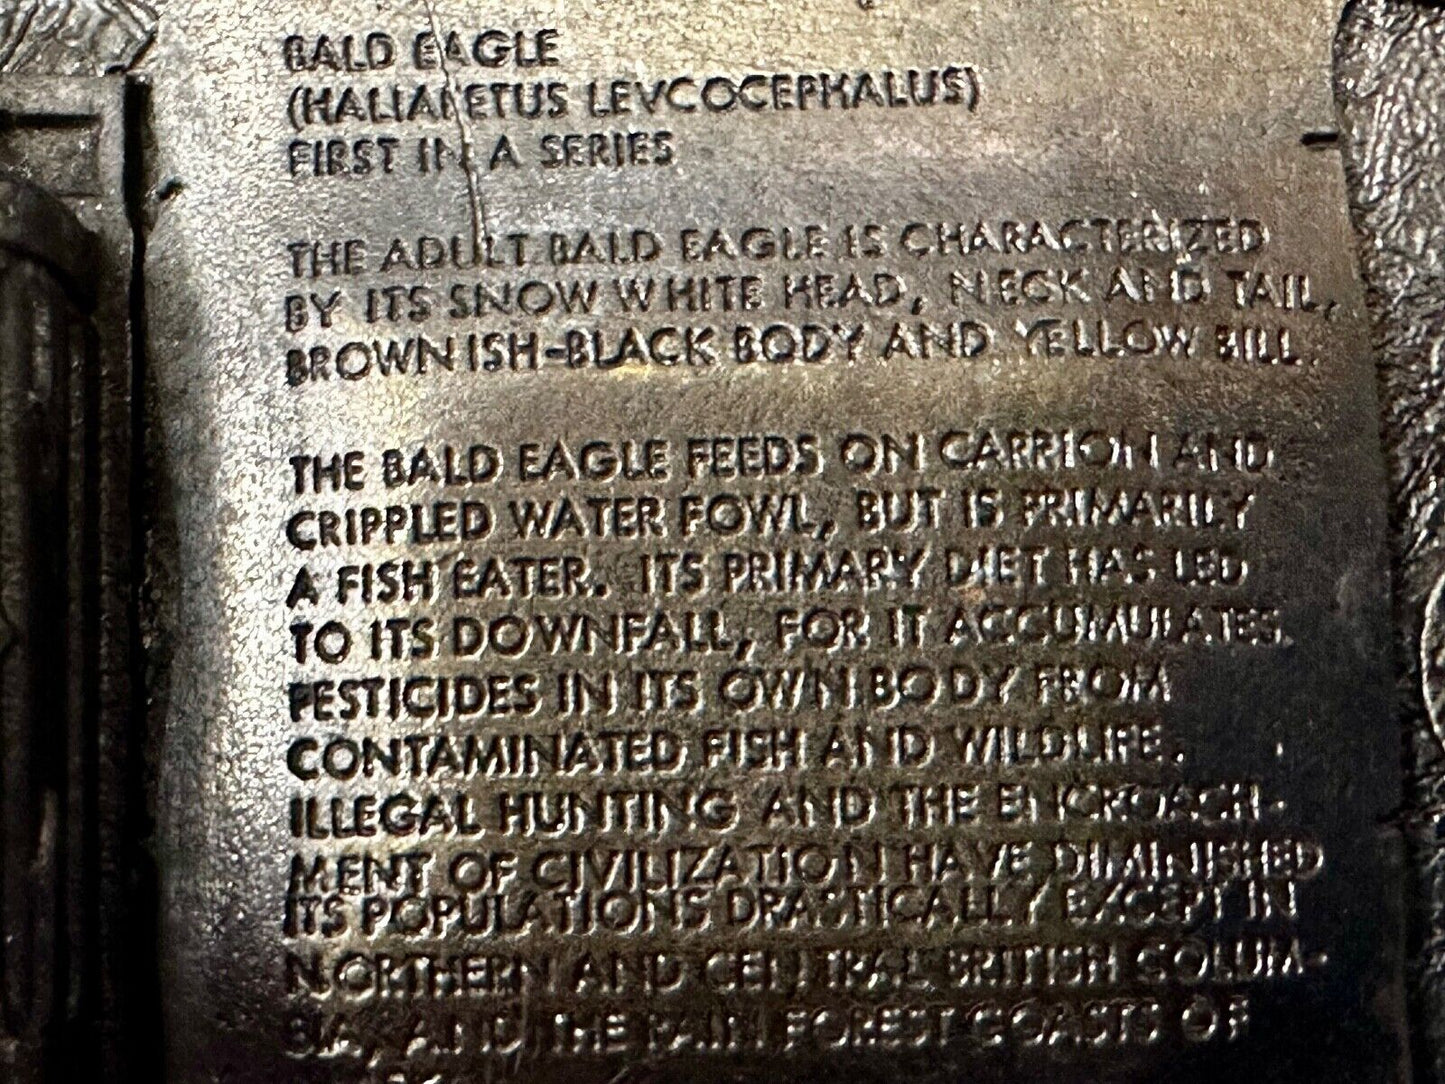 BALD EAGLE
(HALIAEETUS LEVCOCEPHALUS)
FIRST IN A SERIES
THE ADULT BALD EAGLE IS CHARACTERIZED
BY ITS SNOW WHITE HEAD, NECK AND TAIL,
BROWNISH-BLACK BODY AND YELLOW BILL.
THE BALD EAGLE FEEDS ON CARRION AND
CRIPPLED WATER FOWL, BUT IS PRIMARILY
A FISH EATER. ITS PRIMARY DIET HAS LED
TO ITS DOWNFALL, FOR IT ACCUMULATES
PESTICIDES IN ITS OWN BODY FROM
CONTAMINATED FISH AND WILDLIFE.
ILLEGAL HUNTING AND THE ENCROACH-
MENT OF CIVILIZATION HAVE DIMINISHED
ITS POPULATIONS DRASTICALLY EXCEPT IN
NORTHERN AND CENTRAL BRITISH COLUM-
BIA, AND THE RAIN FOREST COASTS OF